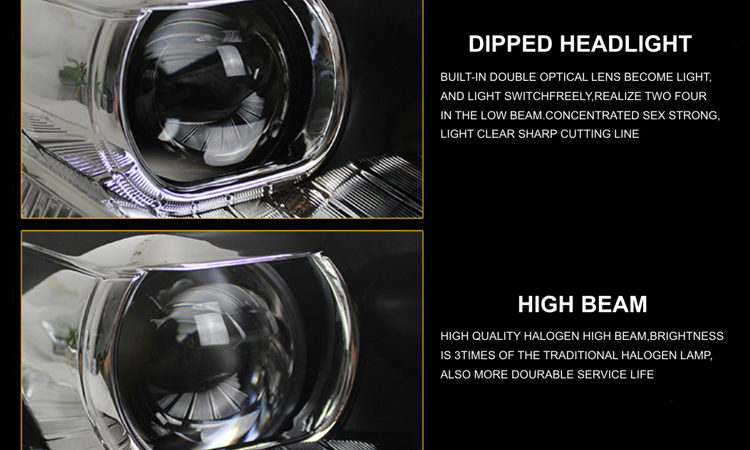 DIPPED HEADLIGHT
BUILT-IN DOUBLE OPTICAL LENS BECOME LIGHT,
AND LIGHT SWITCHFREELY,REALIZE TWO FOUR
IN THE LOW BEAM.CONCENTRATED SEX STRONG,
LIGHT CLEAR SHARP CUTTING LINE
HIGH BEAM
HIGH QUALITY HALOGEN HIGH BEAM,BRIGHTNESS
IS 3TIMES OF THE TRADITIONAL HALOGEN LAMP,
ALSO MORE DOURABLE SERVICE LIFE